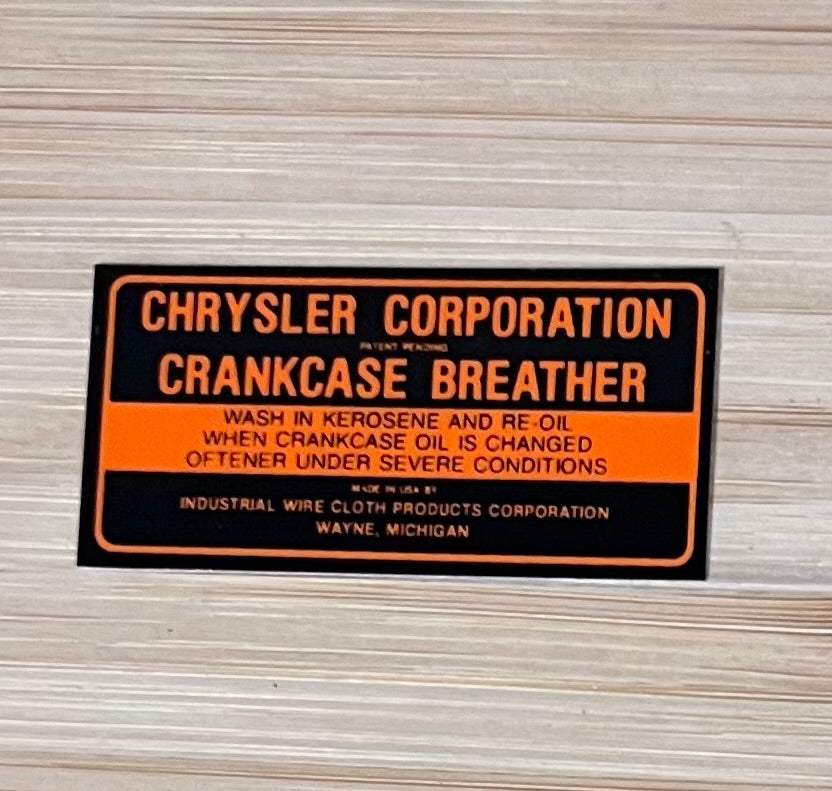 CHRYSLER CORPORATION
PATENT PENDING
CRANKCASE BREATHER
WASH IN KEROSENE AND RE-OIL
WHEN CRANKCASE OIL IS CHANGED
OFTENER UNDER SEVERE CONDITIONS
MADE IN USA BY
INDUSTRIAL WIRE CLOTH PRODUCTS CORPORATION
WAYNE, MICHIGAN